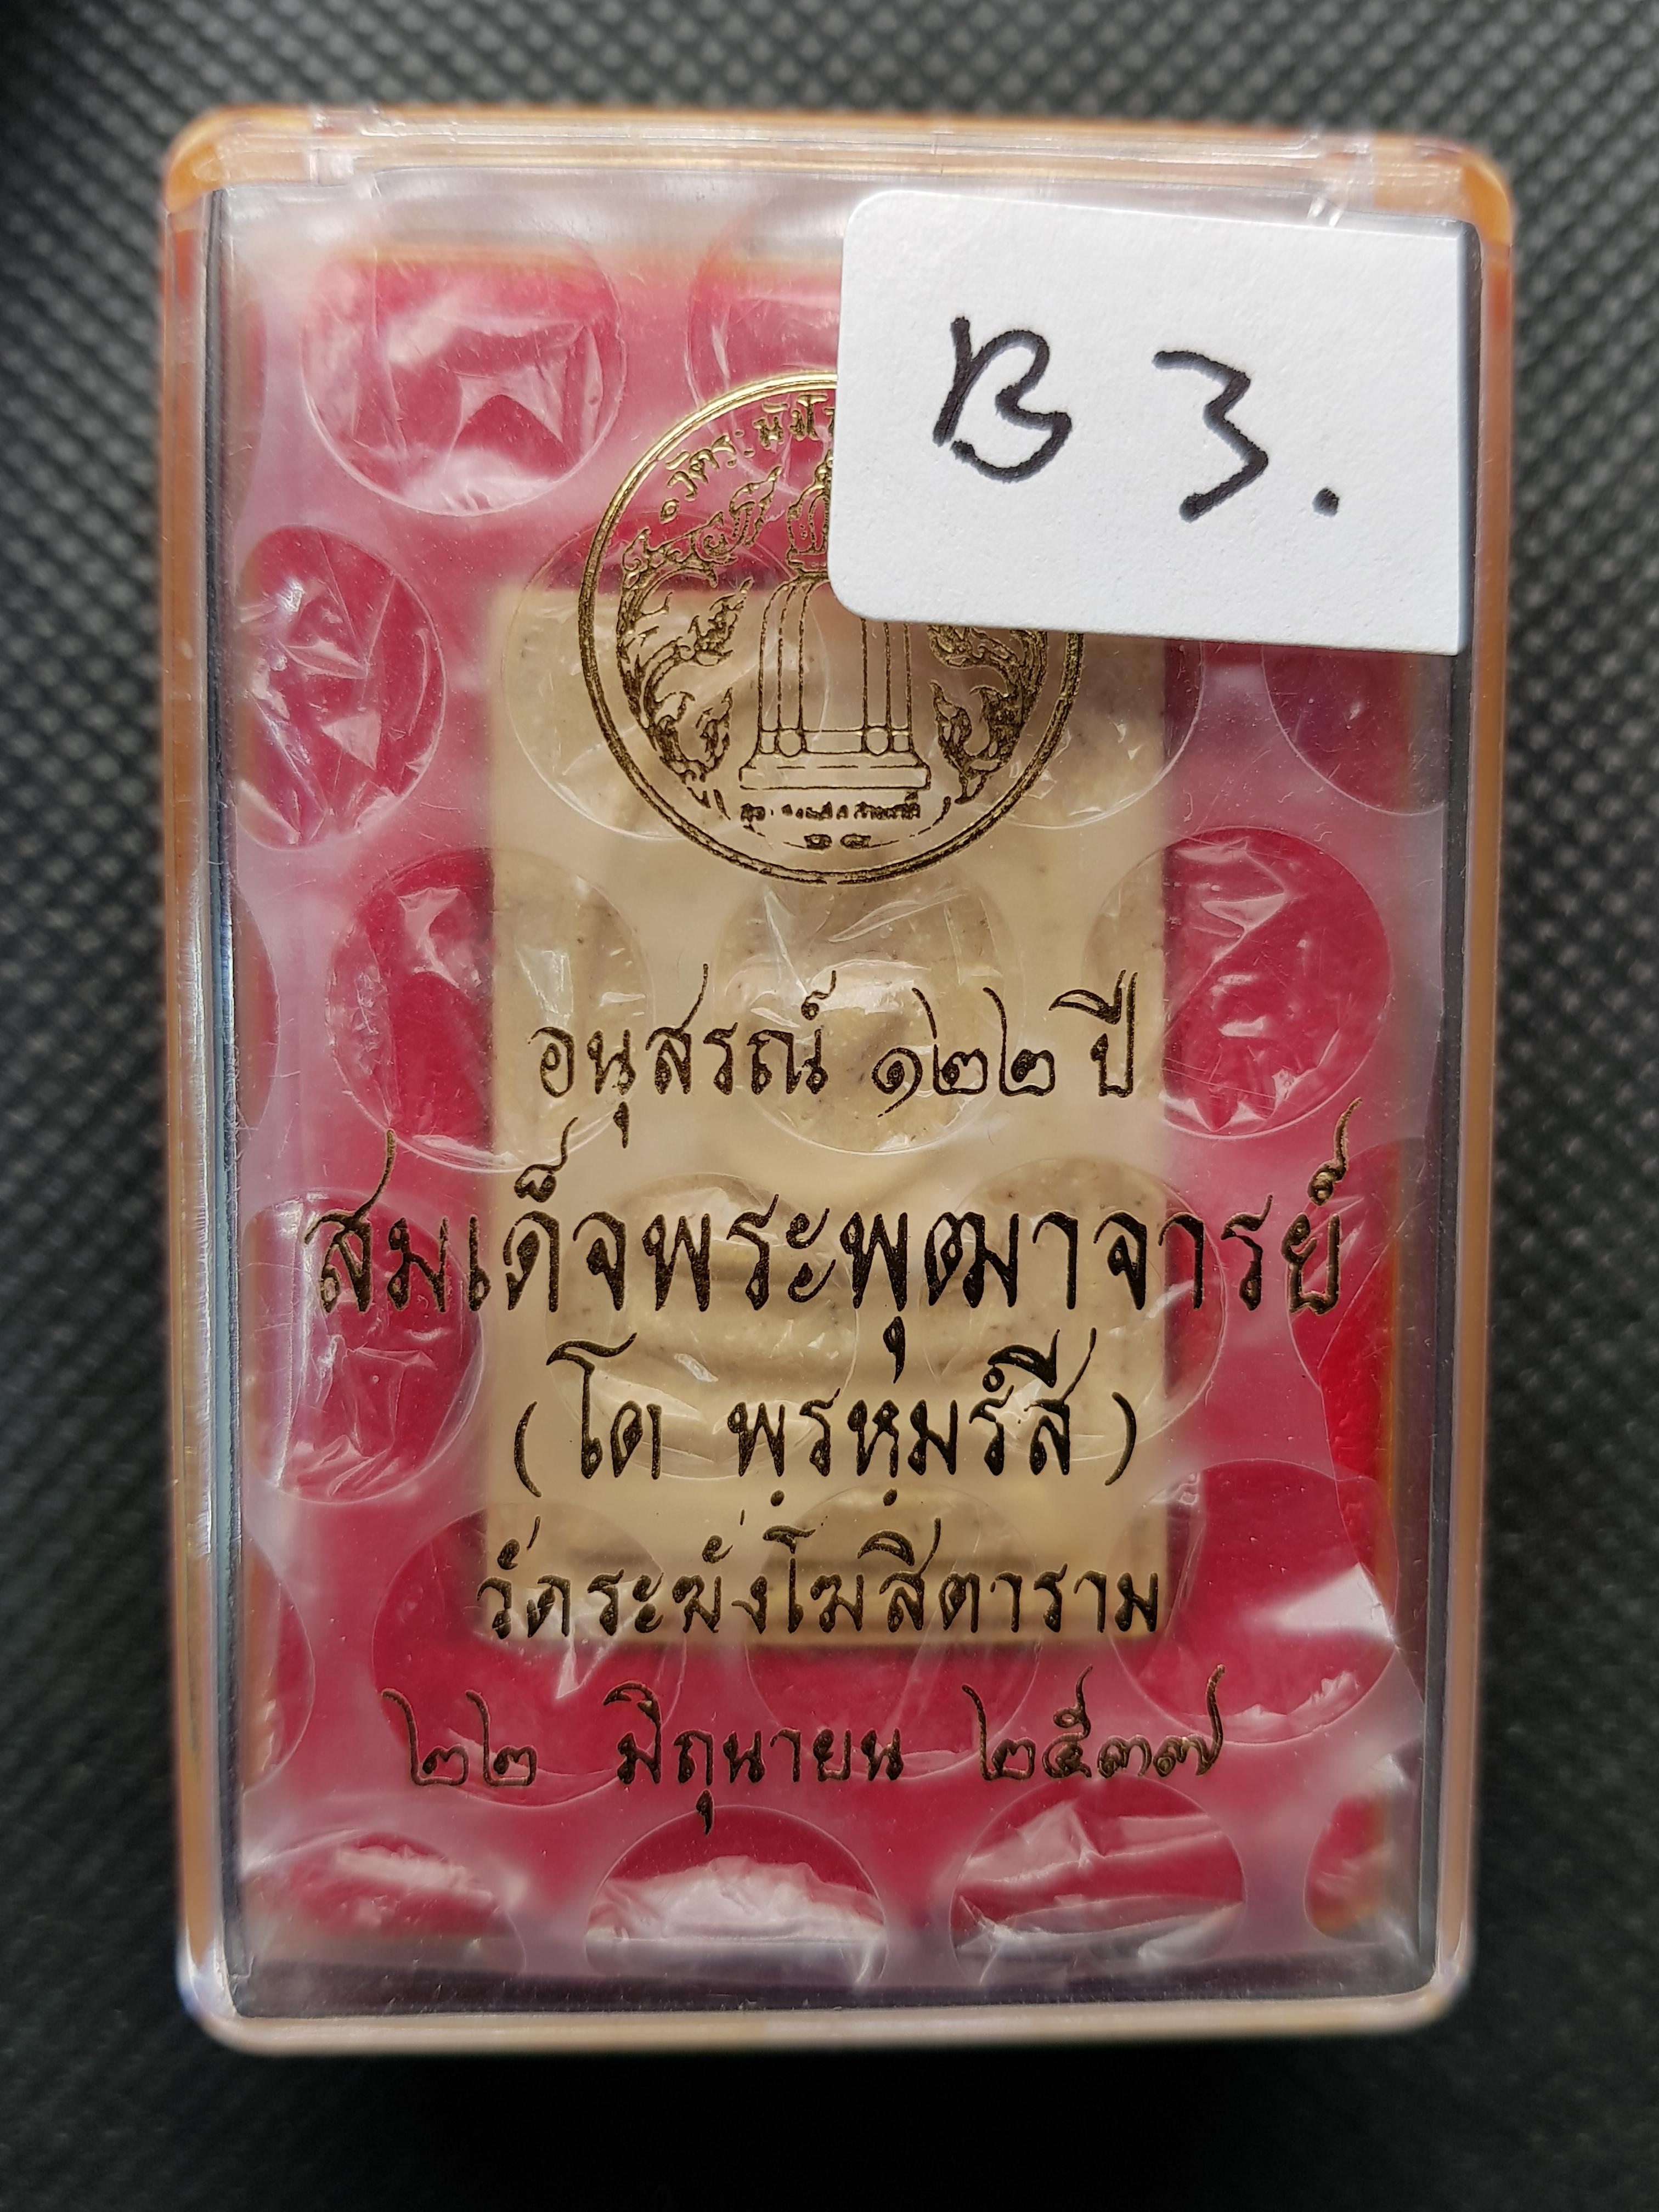 B 3.
อนุสรณ์ ๑๒๒ ปี
สมเด็จพระพุฒาจารย์
(โต พฺรหฺมรํสี)
วัดระฆังโฆสิตาราม
๒๒ มิถุนายน ๒๕๓๗